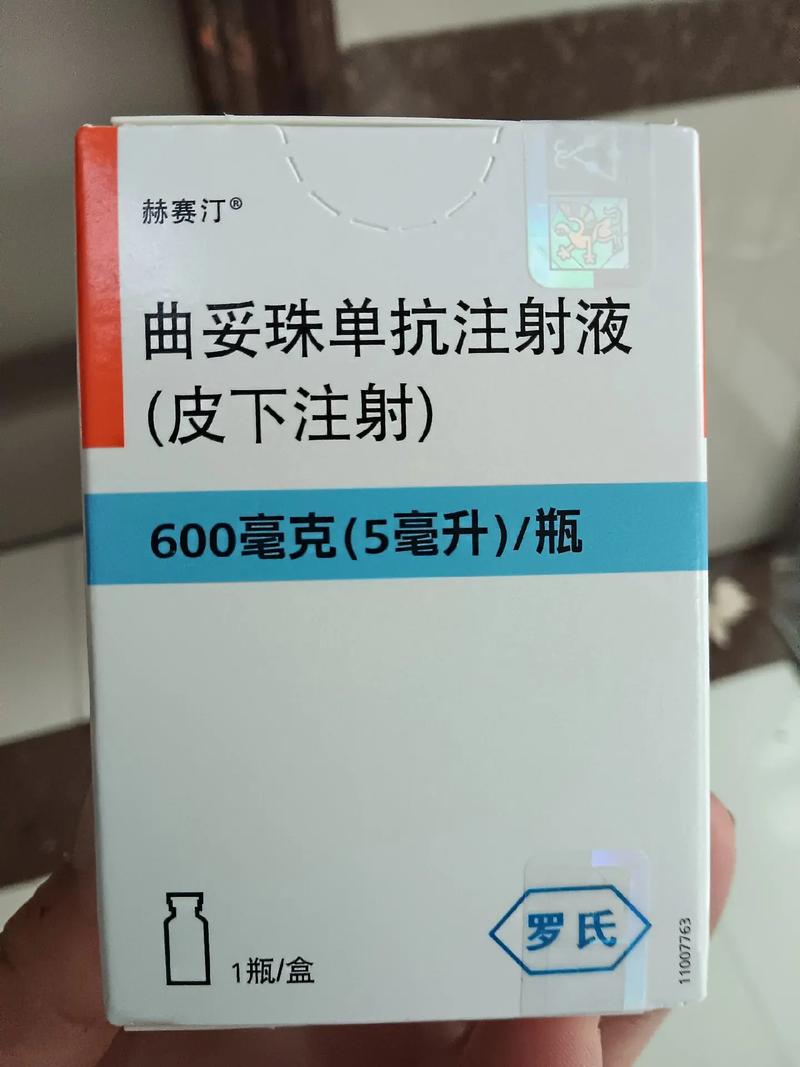 赫赛汀®
曲妥珠单抗注射液
(皮下注射)
600毫克(5毫升)/瓶
1瓶/盒
罗氏
11007763